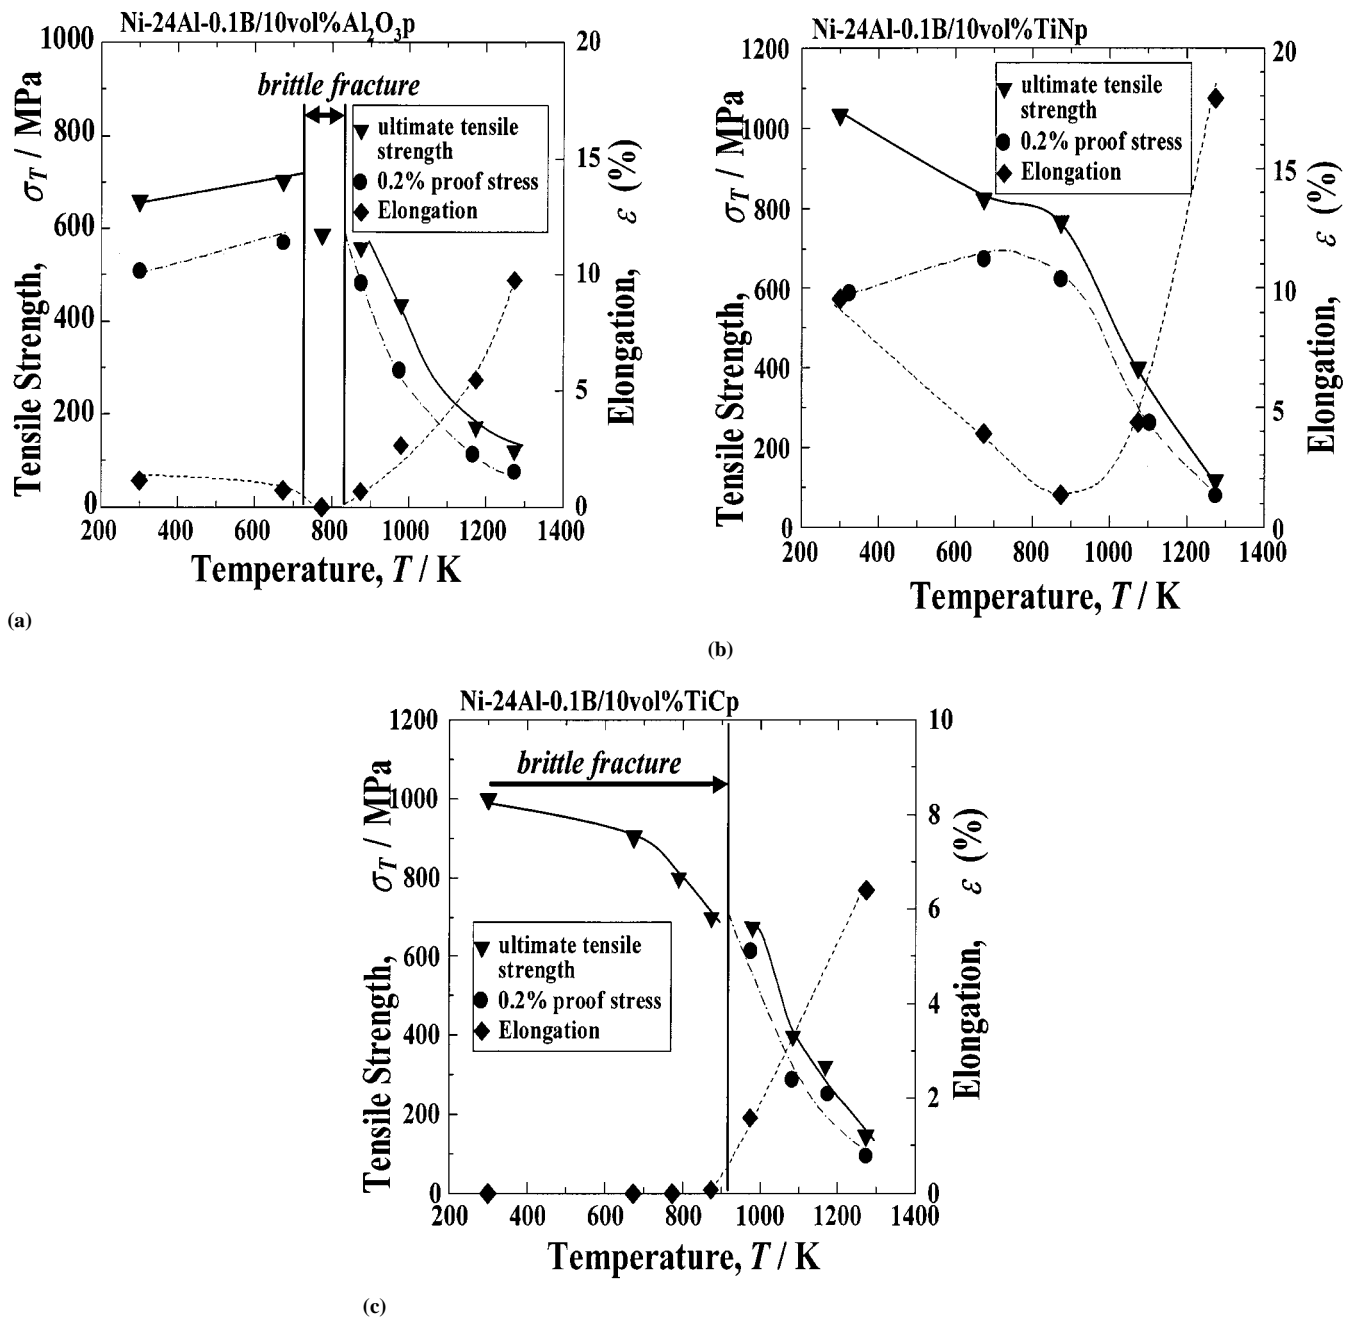 Ni-24Al-0.1B/10vol%Al₂O₃p
1000
800
600
400
200
0
20
15
10
5
0
brittle fracture
ultimate tensile
strength
0.2% proof stress
Elongation
Tensile Strength, σT / MPa
Elongation, ε (%)
200 400 600 800 1000 1200 1400
Temperature, T / K
(a)
Ni-24Al-0.1B/10vol%TiNp
1200
1000
800
600
400
200
0
20
15
10
5
0
ultimate tensile
strength
0.2% proof stress
Elongation
Tensile Strength, σT / MPa
Elongation, ε (%)
200 400 600 800 1000 1200 1400
Temperature, T / K
(b)
Ni-24Al-0.1B/10vol%TiCp
1200
1000
800
600
400
200
0
10
8
6
4
2
0
brittle fracture
ultimate tensile
strength
0.2% proof stress
Elongation
Tensile Strength, σT / MPa
Elongation, ε (%)
200 400 600 800 1000 1200 1400
Temperature, T / K
(c)